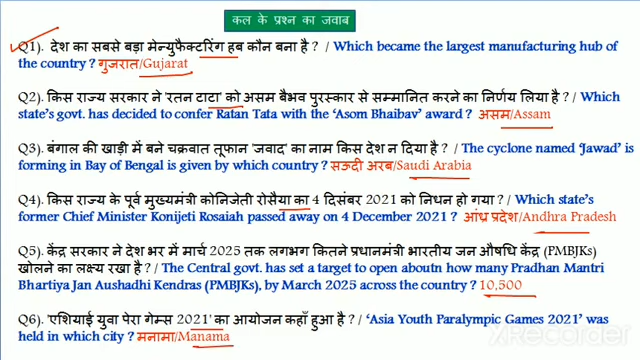 कल के प्रश्न का जवाब
Q1). देश का सबसे बड़ा मेन्युफैक्टरिंग हब कौन बना है ? / Which became the largest manufacturing hub of
the country ? गुजरात/Gujarat
Q2). किस राज्य सरकार ने 'रतन टाटा' को असम बैभव पुरस्कार से सम्मानित करने का निर्णय लिया है ? / Which
state's govt. has decided to confer Ratan Tata with the 'Asom Bhaibav' award ? असम/Assam
Q3). बंगाल की खाड़ी में बने चक्रवात तूफान 'जवाद' का नाम किस देश न दिया है ? / The cyclone named 'Jawad' is
forming in Bay of Bengal is given by which country ? सऊदी अरब/Saudi Arabia
Q4). किस राज्य के पूर्व मुख्यमंत्री कोनिजेती रोसैया का 4 दिसंबर 2021 को निधन हो गया ? / Which state's
former Chief Minister Konijeti Rosaiah passed away on 4 December 2021 ? आंध्र प्रदेश/Andhra Pradesh
Q5). केंद्र सरकार ने देश भर में मार्च 2025 तक लगभग कितने प्रधानमंत्री भारतीय जन औषधि केंद्र (PMBJKs)
खोलने का लक्ष्य रखा है ? / The Central govt. has set a target to open aboutn how many Pradhan Mantri
Bhartiya Jan Aushadhi Kendras (PMBJKs), by March 2025 across the country ? 10,500
Q6). 'एशियाई युवा पेरा गेम्स 2021' का आयोजन कहाँ हुआ है ? / 'Asia Youth Paralympic Games 2021' was
held in which city ? मनामा/Manama
XRecorder